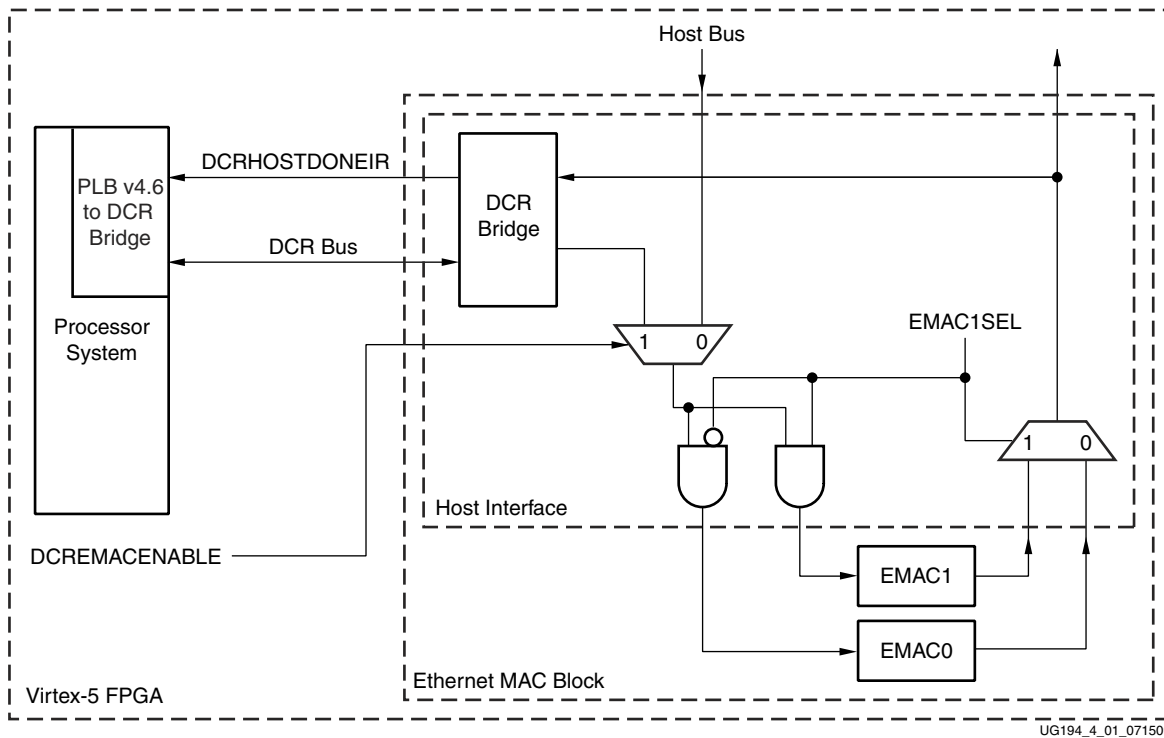 Host Bus
DCRHOSTDONEIR
PLB v4.6
to DCR
Bridge
DCR
Bridge
DCR Bus
Processor
System
1 0
EMAC1SEL
1 0
Host Interface
DCREMACENABLE
EMAC1
EMAC0
Ethernet MAC Block
Virtex-5 FPGA
UG194_4_01_07150